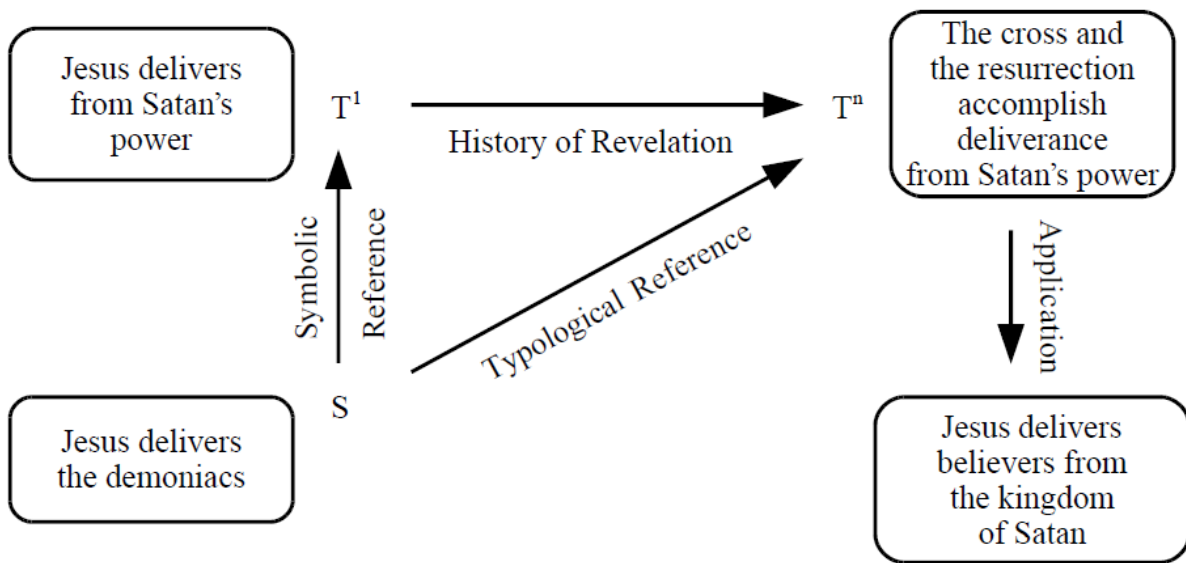 Jesus delivers
from Satan’s
power
T¹
History of Revelation
Tⁿ
The cross and
the resurrection
accomplish
deliverance
from Satan’s power
Symbolic
Reference
Typological Reference
Application
S
Jesus delivers
the demoniacs
Jesus delivers
believers from
the kingdom
of Satan